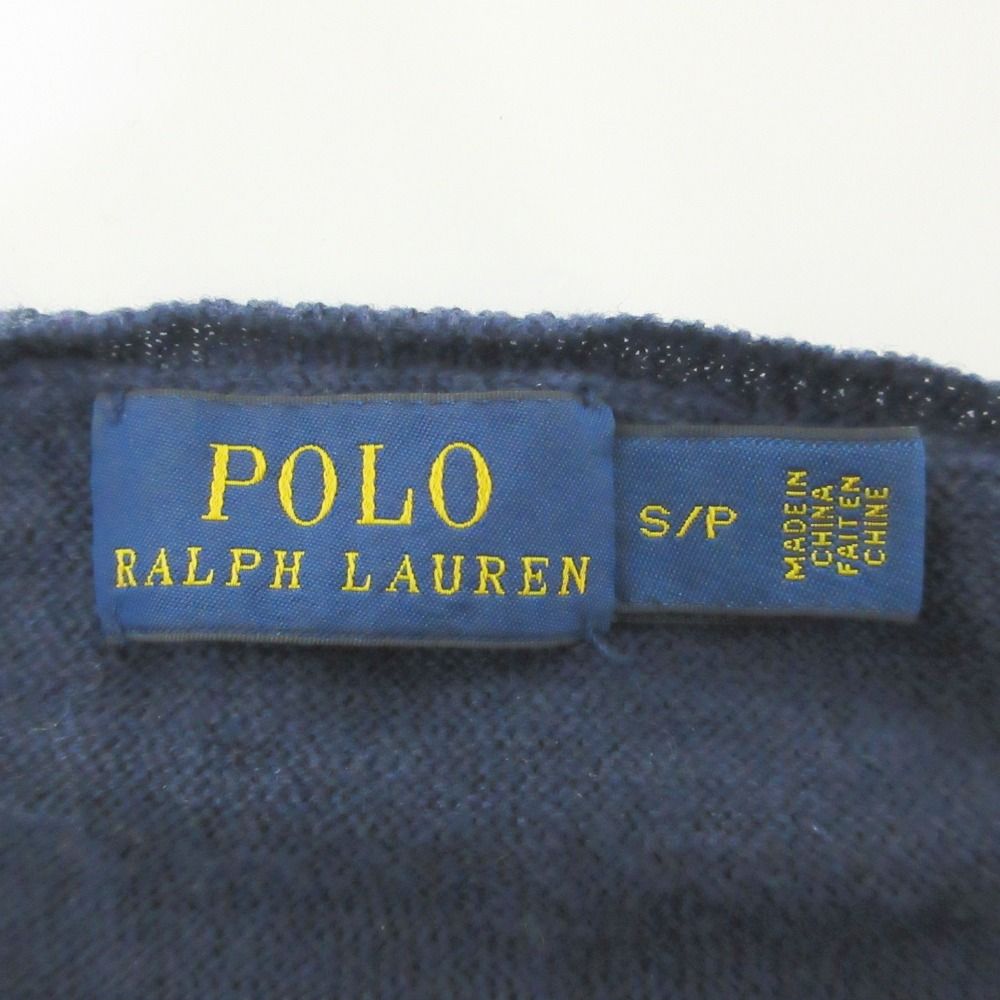 POLO
RALPH LAUREN
S/P
MADE IN
CHINA
FAIT EN
CHINE